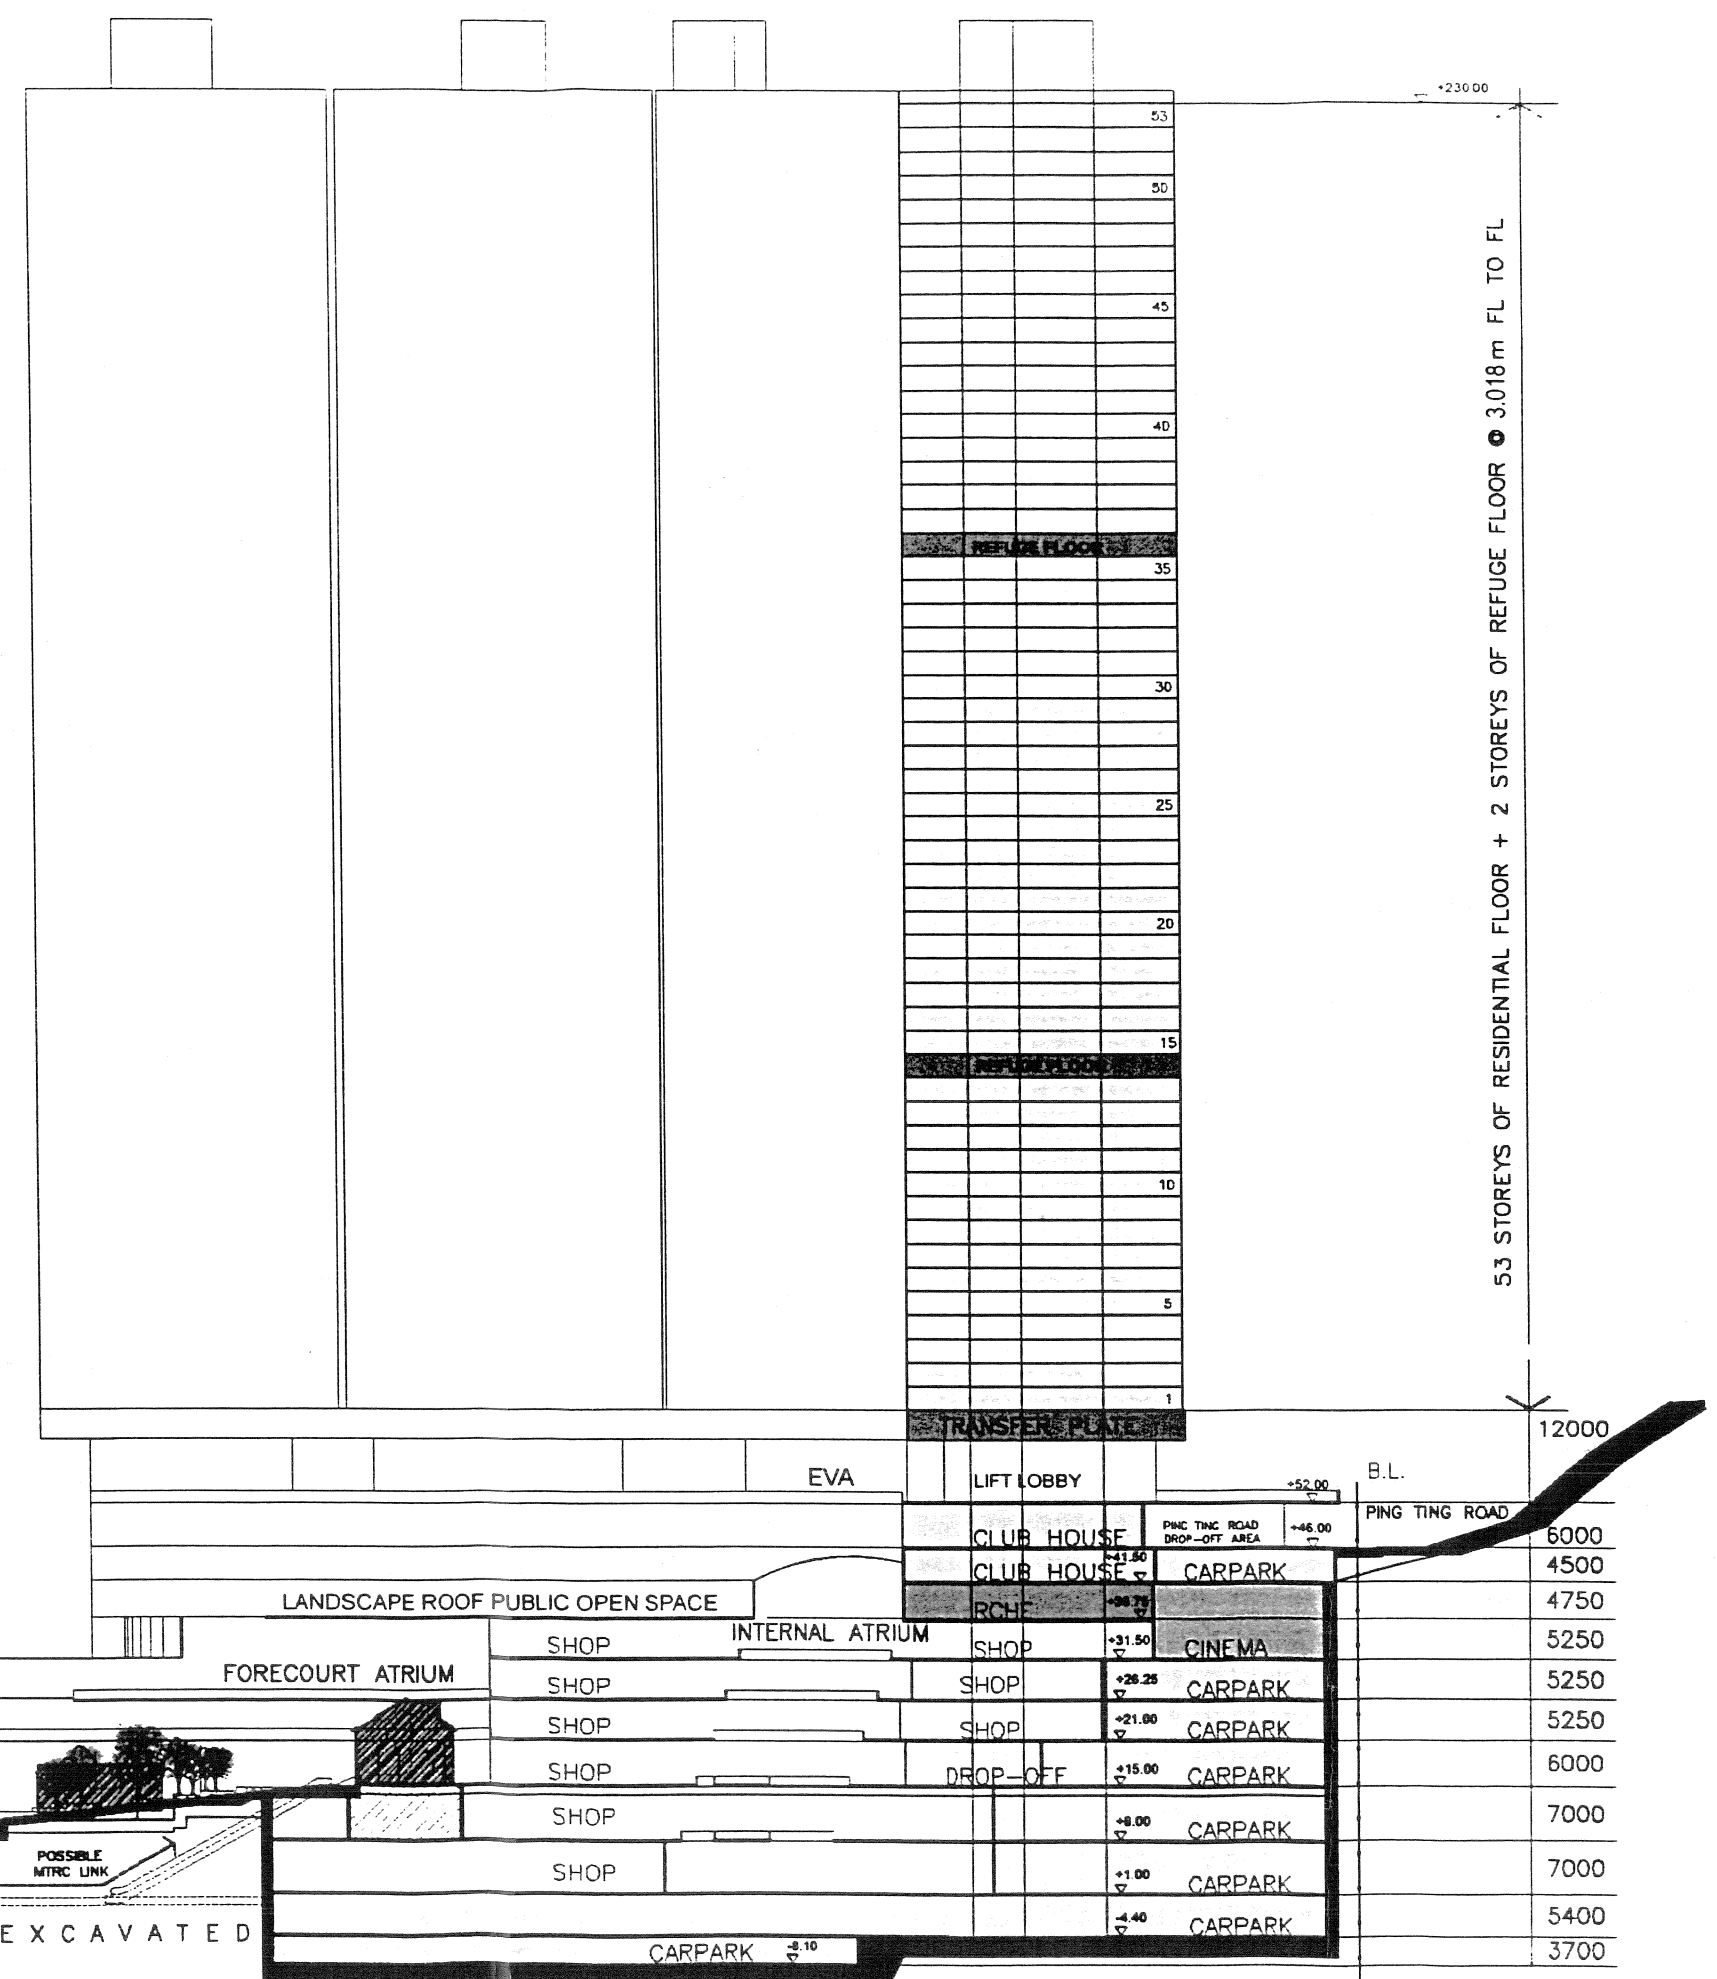 +230.00
53
50
45
40
REFUGE FLOOR
35
30
25
20
15
REFUGE FLOOR
10
5
1
53 STOREYS OF RESIDENTIAL FLOOR + 2 STOREYS OF REFUGE FLOOR @ 3.018m FL TO FL
TRANSFER PLATE
12000
EVA
LIFT LOBBY
+52.00
B.L.
PING TING ROAD
CLUB HOUSE
PING TING ROAD
DROP-OFF AREA
+46.00
6000
CLUB HOUSE
+41.50
CARPARK
4500
LANDSCAPE ROOF PUBLIC OPEN SPACE
RCHE
+36.75
4750
INTERNAL ATRIUM
SHOP
SHOP
+31.50
CINEMA
5250
FORECOURT ATRIUM
SHOP
SHOP
+26.25
CARPARK
5250
SHOP
SHOP
+21.00
CARPARK
5250
SHOP
DROP-OFF
+15.00
CARPARK
6000
SHOP
+8.00
CARPARK
7000
POSSIBLE
MTRC LINK
SHOP
+1.00
CARPARK
7000
EXCAVATED
-4.40
CARPARK
5400
CARPARK
-8.10
3700